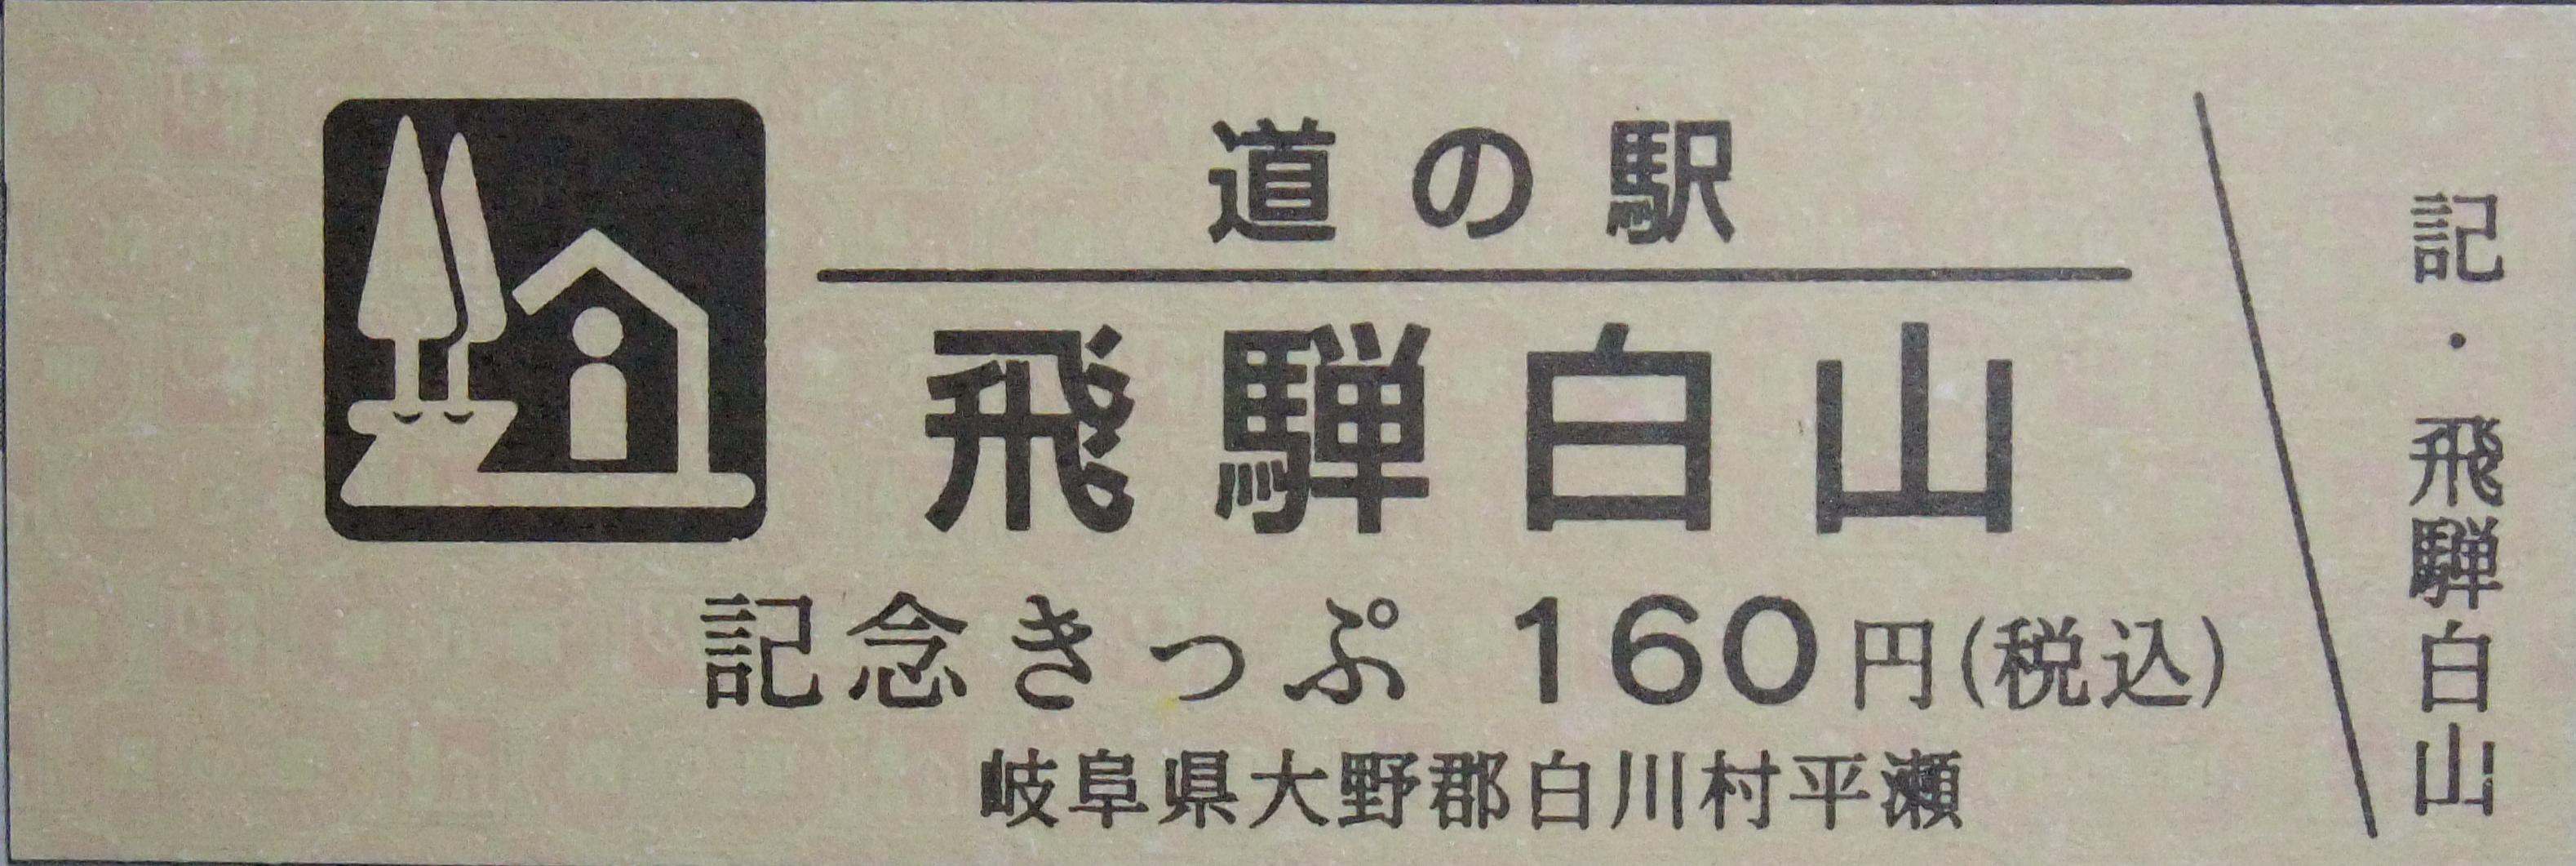 道の駅
飛騨白山
記念きっぷ 160円(税込)
岐阜県大野郡白川村平瀬
記・飛騨白山